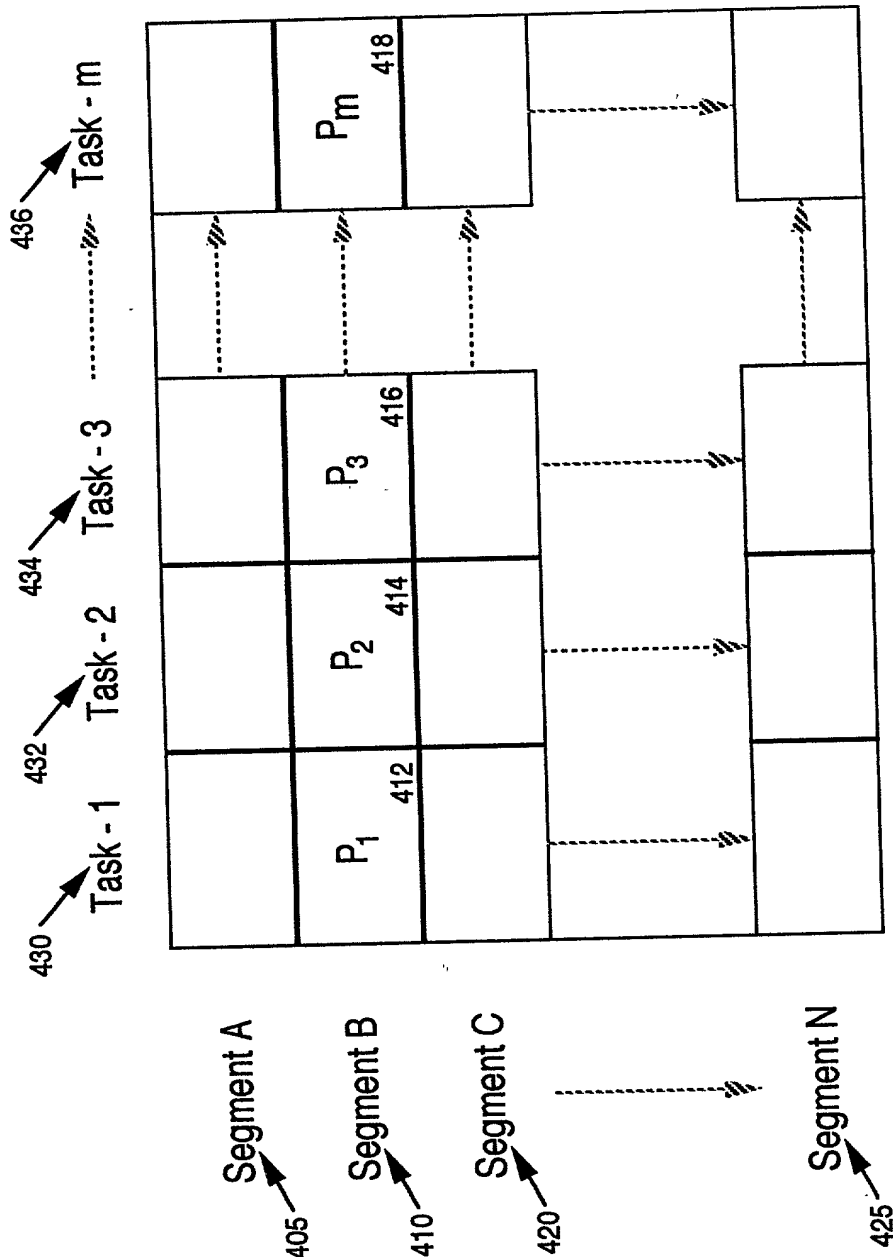 430 432 434 436
Task - 1 Task - 2 Task - 3 Task - m
405 Segment A
410 Segment B P1 412 P2 414 P3 416 Pm 418
420 Segment C
425 Segment N